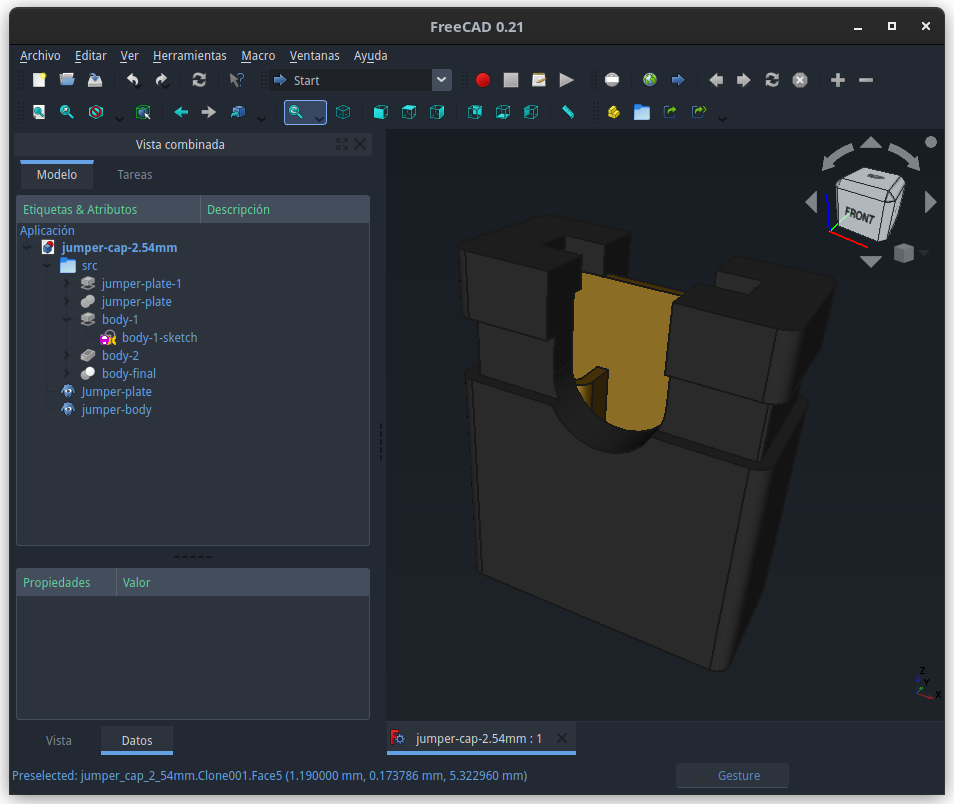 FreeCAD 0.21
Archivo Editar Ver Herramientas Macro Ventanas Ayuda
Start
Vista combinada
Modelo Tareas
Etiquetas & Atributos Descripción
Aplicación
jumper-cap-2.54mm
src
jumper-plate-1
jumper-plate
body-1
body-1-sketch
body-2
body-final
Jumper-plate
jumper-body
FRONT
Propiedades Valor
Z
Y
X
Vista Datos
jumper-cap-2.54mm : 1
Preselected: jumper_cap_2_54mm.Clone001.Face5 (1.190000 mm, 0.173786 mm, 5.322960 mm)
Gesture